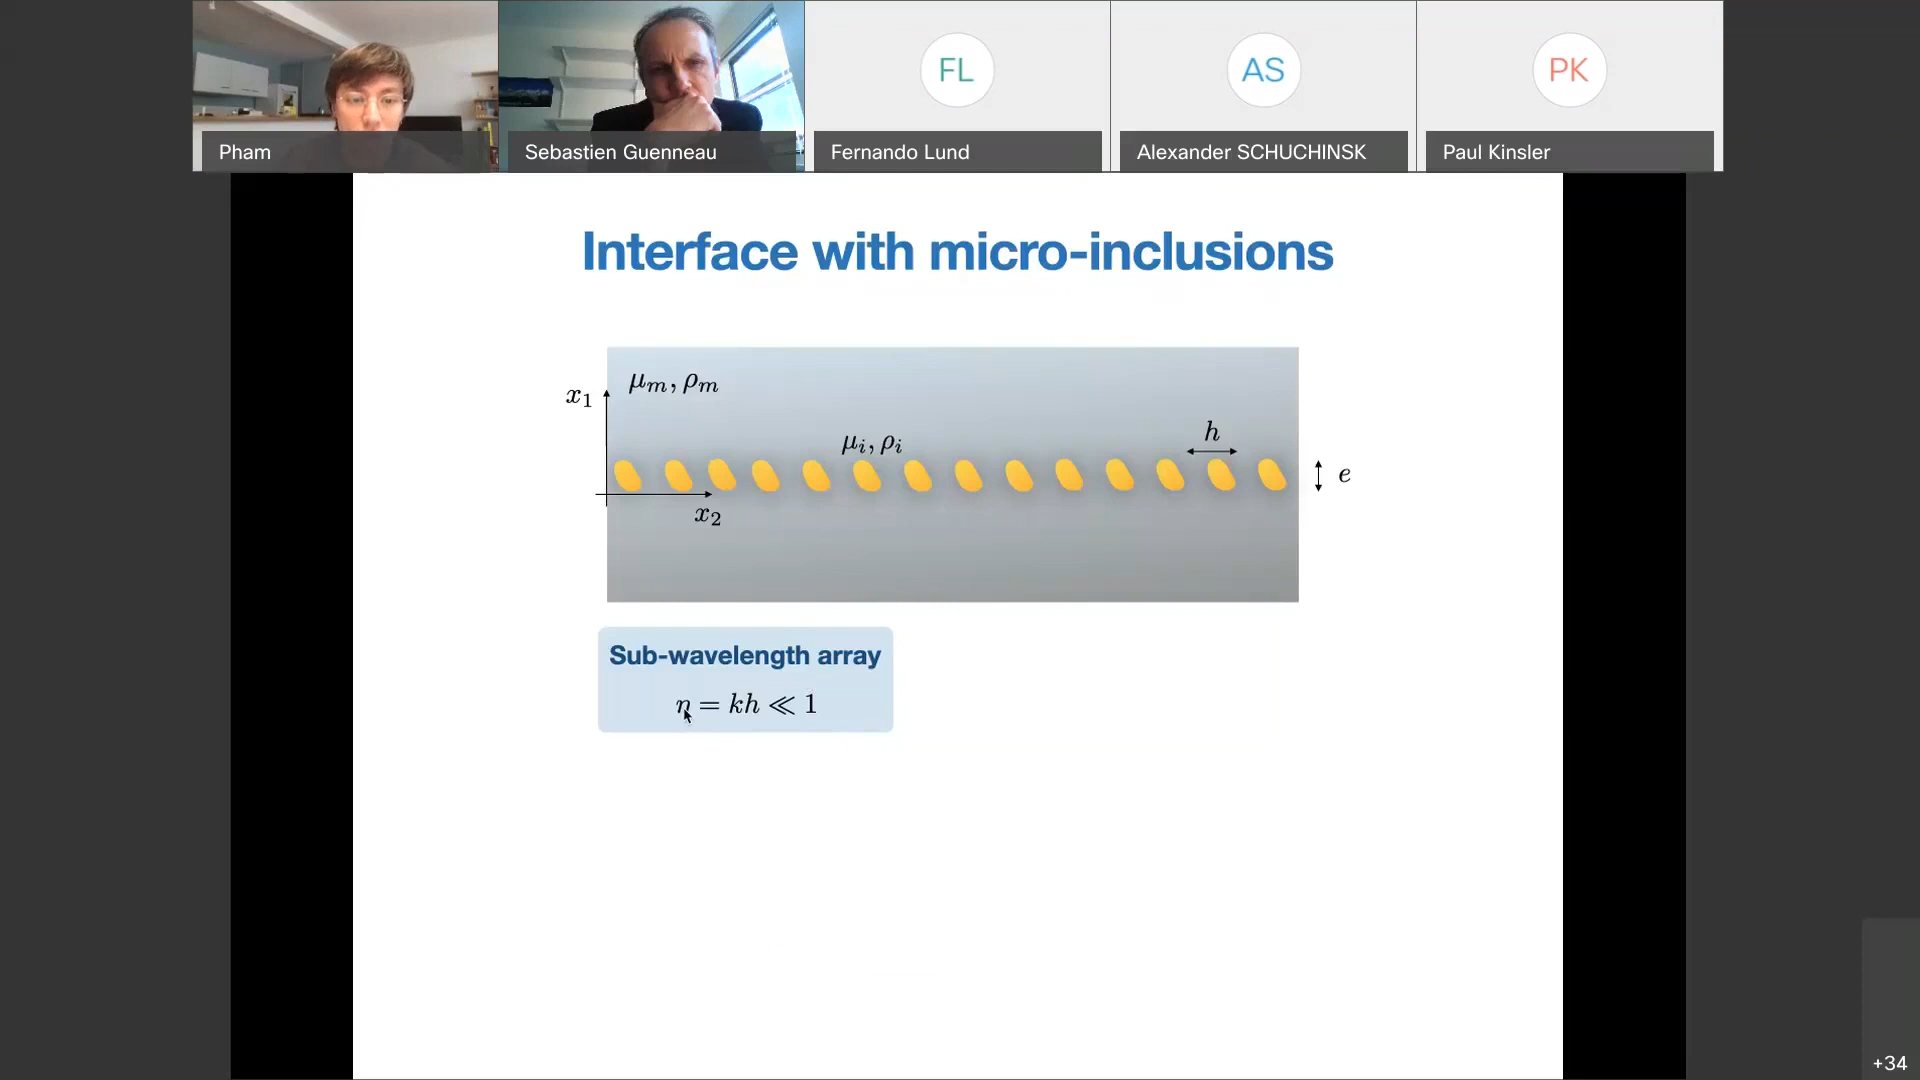 FL
AS
PK
Pham
Sebastien Guenneau
Fernando Lund
Alexander SCHUCHINSK
Paul Kinsler
Interface with micro-inclusions
μₘ, ρₘ
x₁
h
μᵢ, ρᵢ
e
x₂
Sub-wavelength array
η = kh ≪ 1
+34